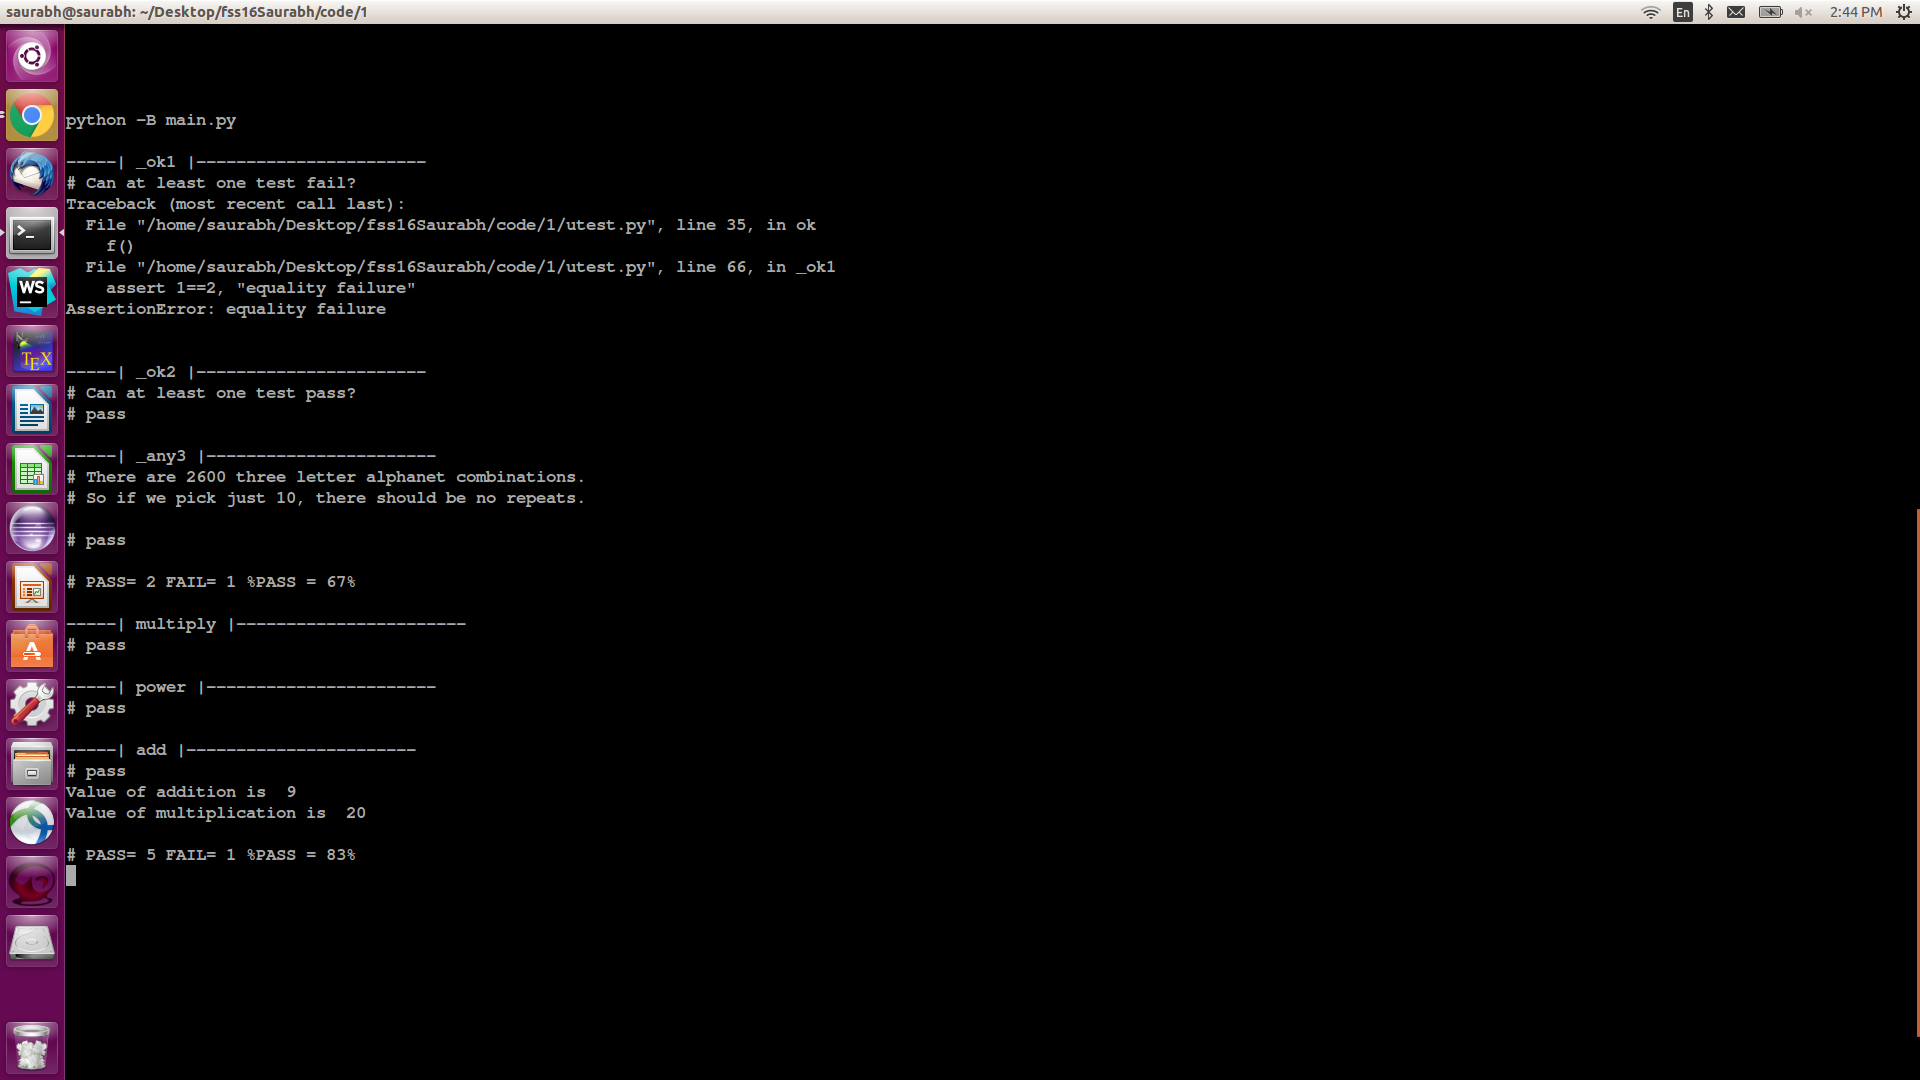 saurabh@saurabh: ~/Desktop/fss16Saurabh/code/1
En
2:44 PM
python -B main.py
-----| _ok1 |-----------------------
# Can at least one test fail?
Traceback (most recent call last):
File "/home/saurabh/Desktop/fss16Saurabh/code/1/utest.py", line 35, in ok
f()
File "/home/saurabh/Desktop/fss16Saurabh/code/1/utest.py", line 66, in _ok1
assert 1==2, "equality failure"
AssertionError: equality failure
-----| _ok2 |-----------------------
# Can at least one test pass?
# pass
-----| _any3 |-----------------------
# There are 2600 three letter alphanet combinations.
# So if we pick just 10, there should be no repeats.
# pass
# PASS= 2 FAIL= 1 %PASS = 67%
-----| multiply |-----------------------
# pass
-----| power |-----------------------
# pass
-----| add |-----------------------
# pass
Value of addition is  9
Value of multiplication is  20
# PASS= 5 FAIL= 1 %PASS = 83%
WS
TEX